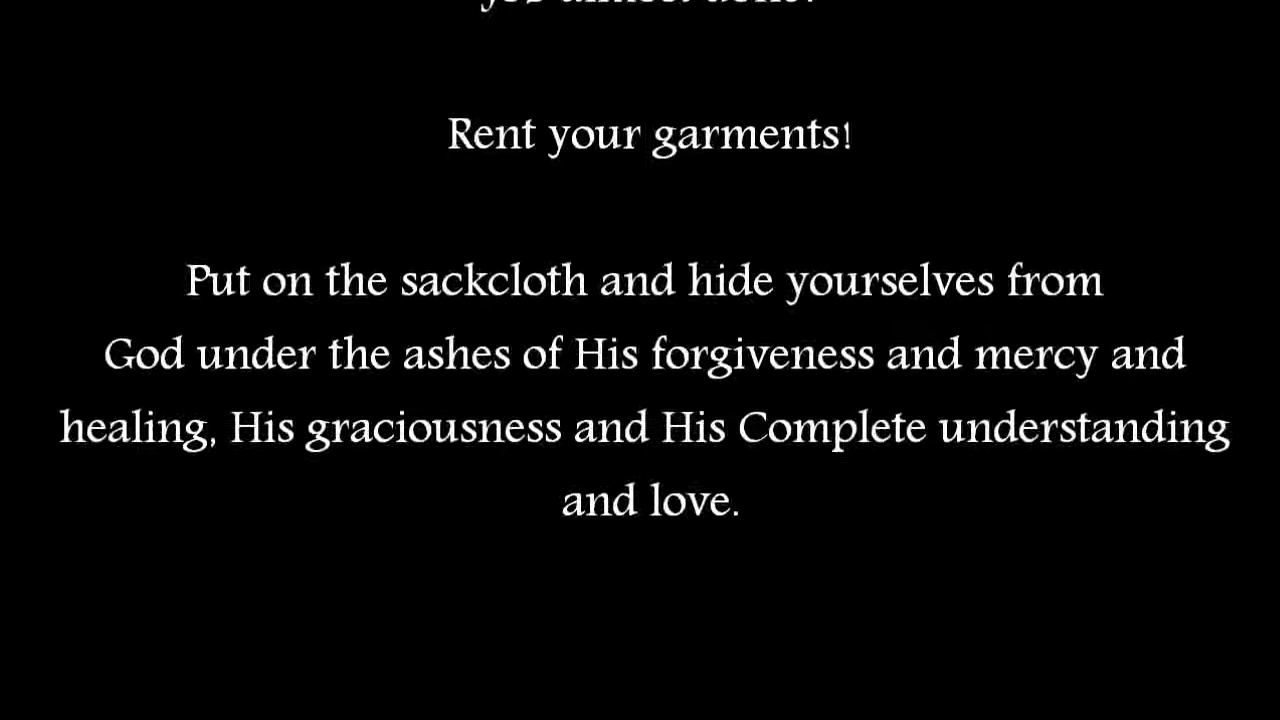 Rent your garments!
Put on the sackcloth and hide yourselves from
God under the ashes of His forgiveness and mercy and
healing, His graciousness and His Complete understanding
and love.